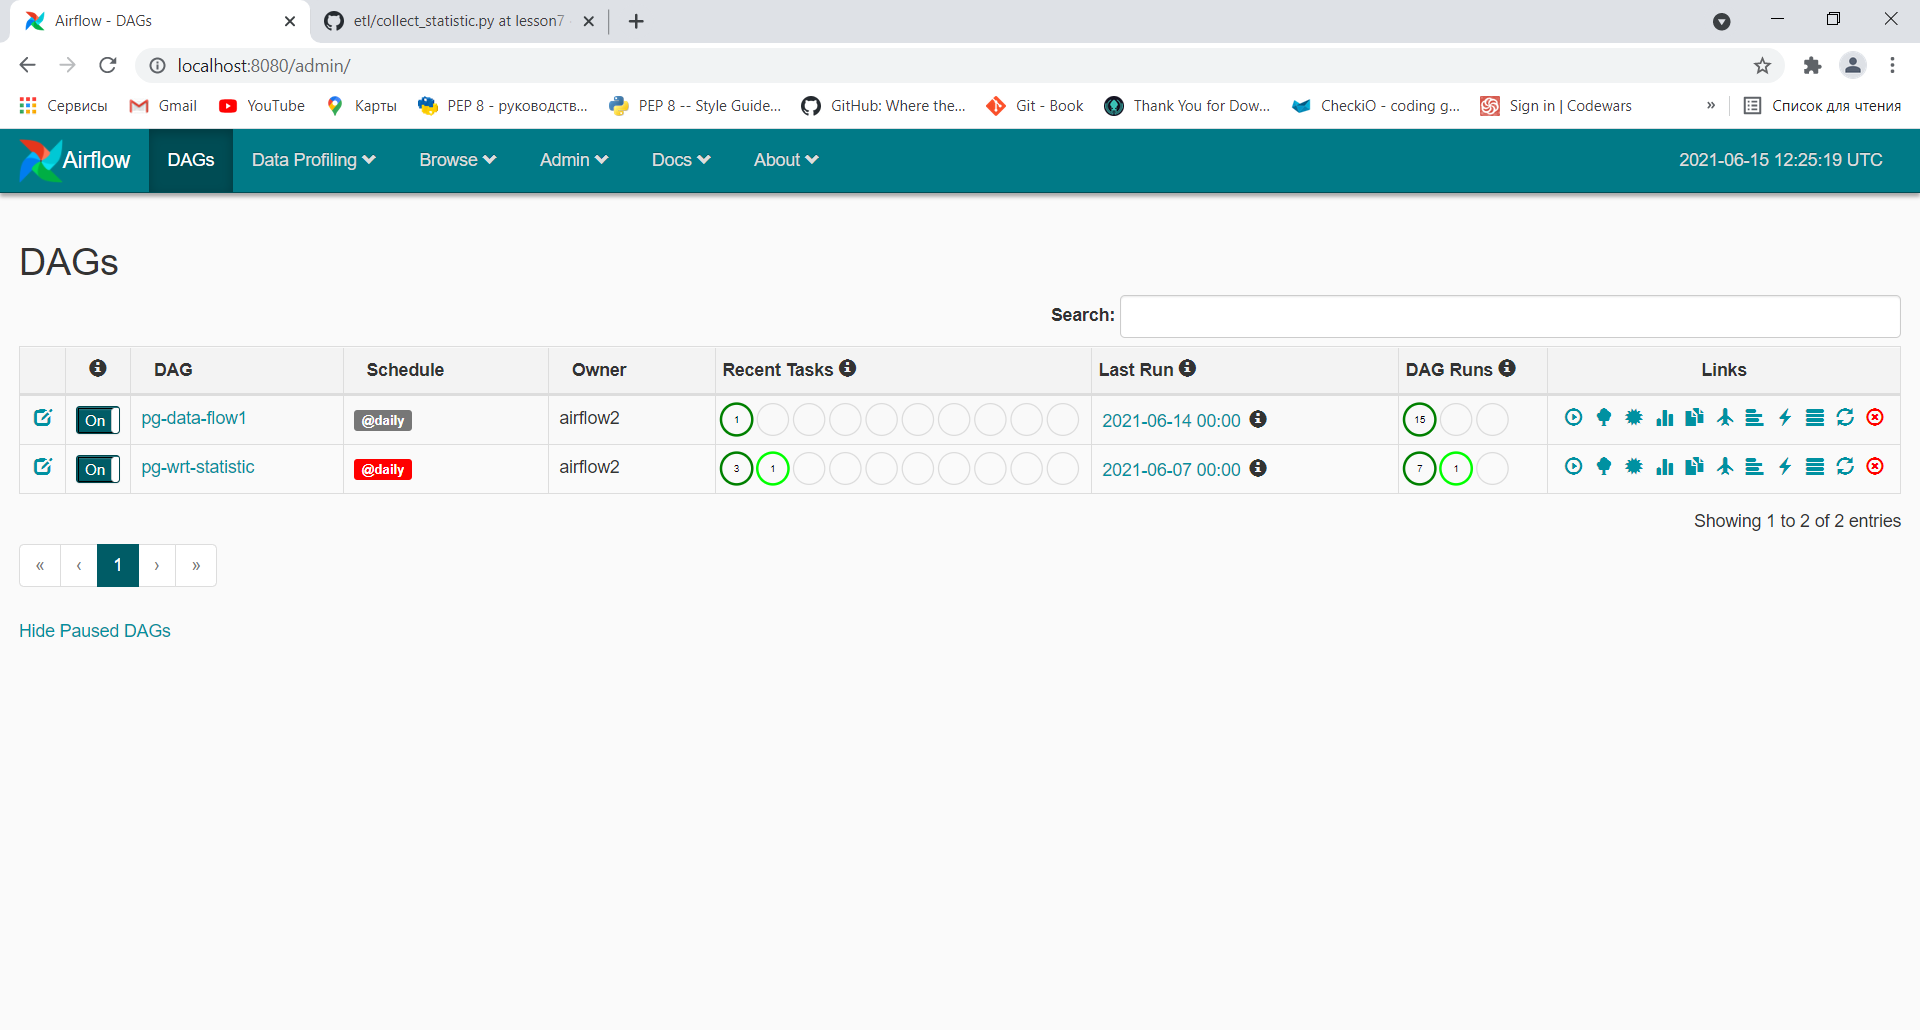 Airflow - DAGs
etl/collect_statistic.py at lesson7
localhost:8080/admin/
Сервисы
Gmail
YouTube
Карты
PEP 8 - руководств...
PEP 8 -- Style Guide...
GitHub: Where the...
Git - Book
Thank You for Dow...
CheckiO - coding g...
Sign in | Codewars
»
Список для чтения
Airflow DAGs Data Profiling Browse Admin Docs About 2021-06-15 12:25:19 UTC
DAGs
Search:
DAG Schedule Owner Recent Tasks Last Run DAG Runs Links
On pg-data-flow1 @daily airflow2 1 2021-06-14 00:00 15
On pg-wrt-statistic @daily airflow2 3 1 2021-06-07 00:00 7 1
Showing 1 to 2 of 2 entries
« ‹ 1 › »
Hide Paused DAGs